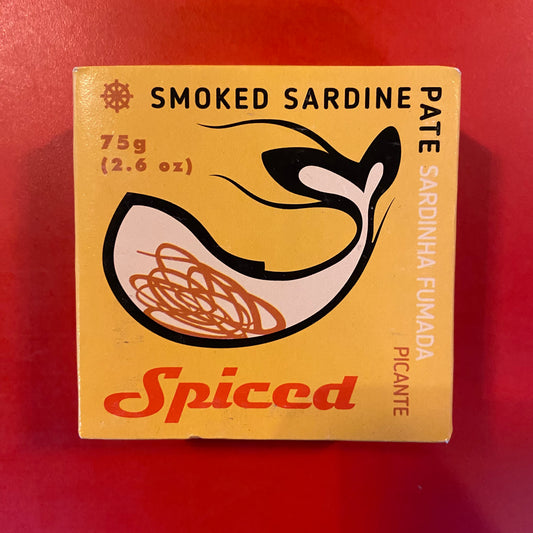 SMOKED SARDINE
PATE
SARDINHA FUMADA
PICANTE
75g
(2.6 oz)
Spiced